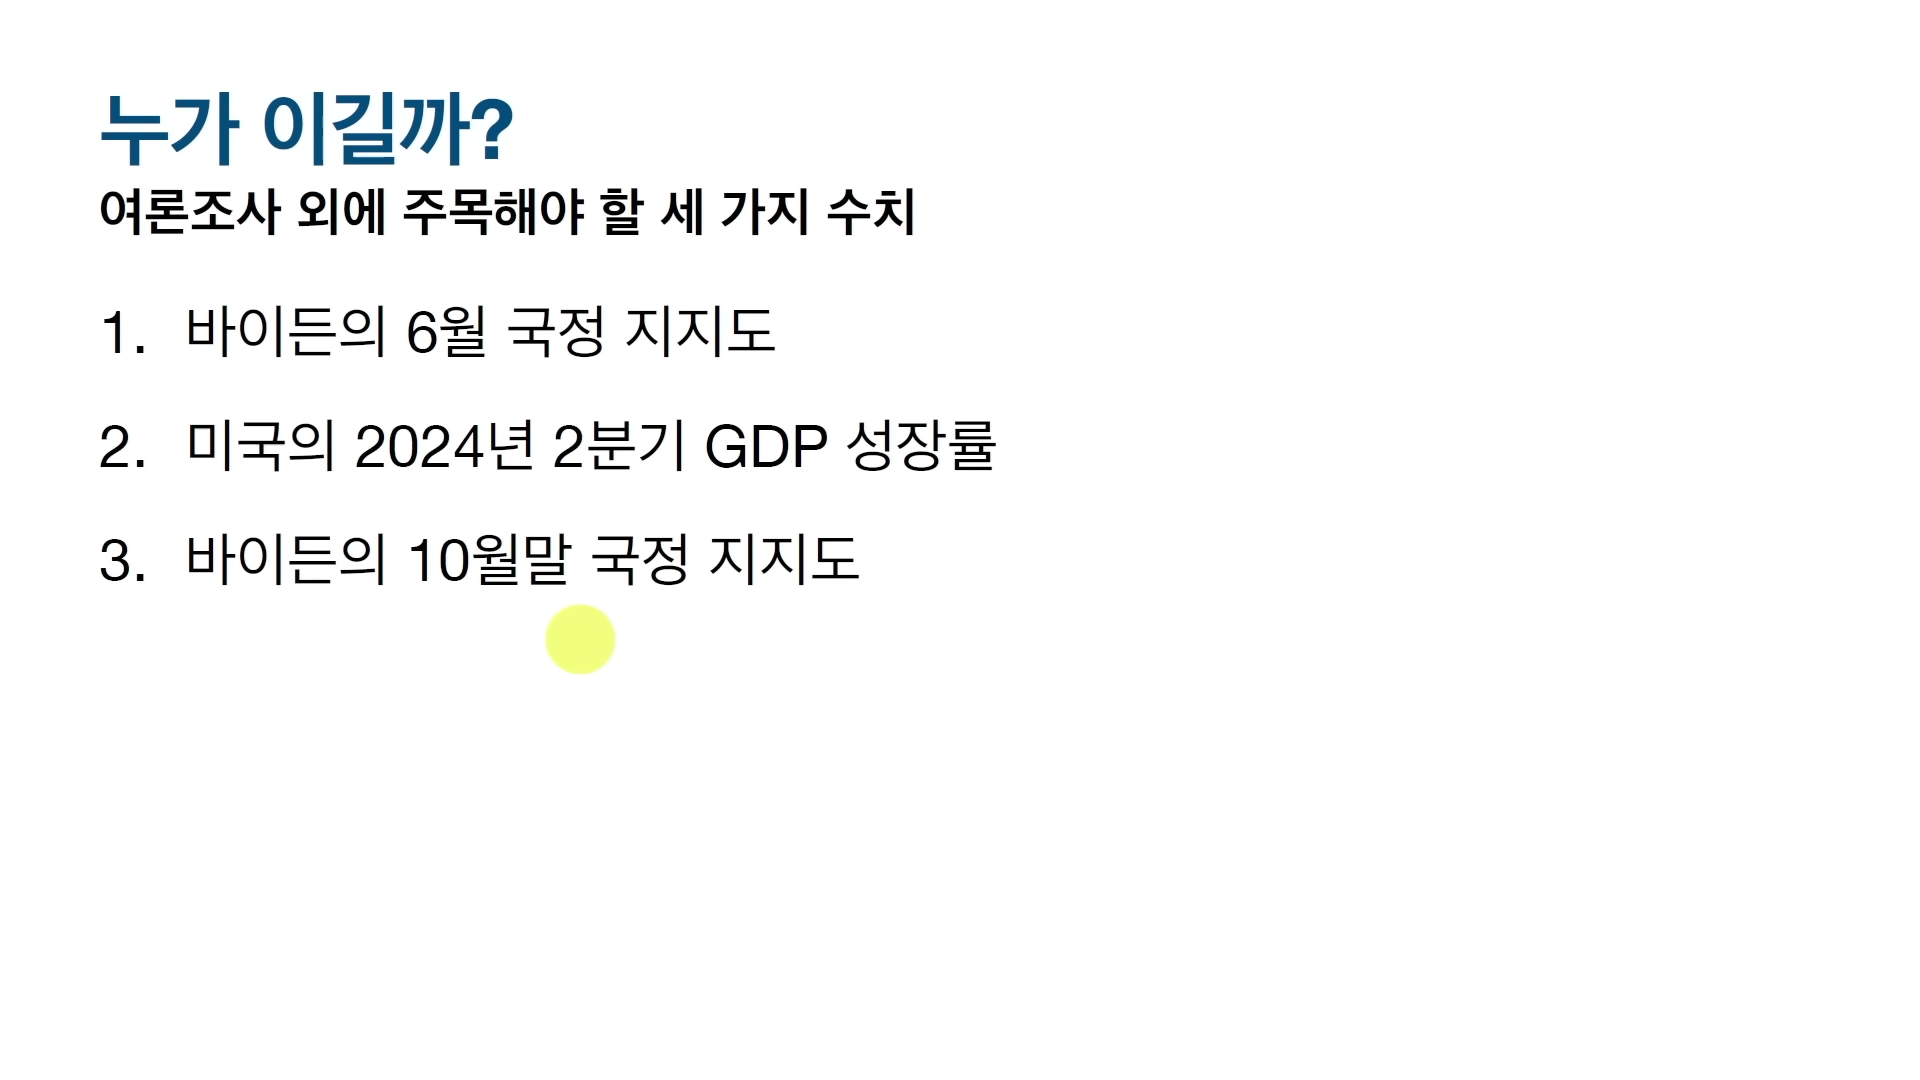 누가 이길까?
여론조사 외에 주목해야 할 세 가지 수치
1. 바이든의 6월 국정 지지도
2. 미국의 2024년 2분기 GDP 성장률
3. 바이든의 10월말 국정 지지도